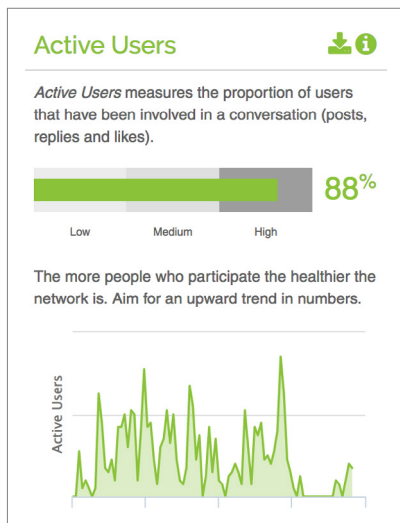 Active Users
Active Users measures the proportion of users
that have been involved in a conversation (posts,
replies and likes).
88%
Low Medium High
The more people who participate the healthier the
network is. Aim for an upward trend in numbers.
Active Users